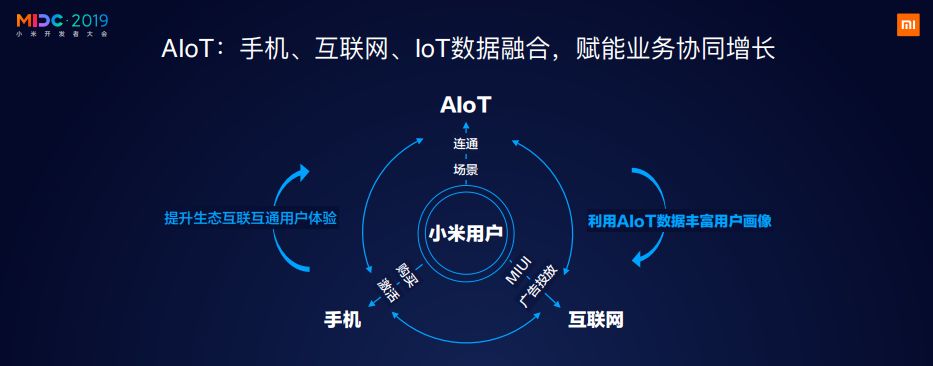 MIDC·2019
小米开发者大会
mi
AIoT：手机、互联网、IoT数据融合，赋能业务协同增长
AIoT
连通
场景
提升生态互联互通用户体验
利用AIoT数据丰富用户画像
小米用户
购买
激活
MIUI
广告投放
手机
互联网